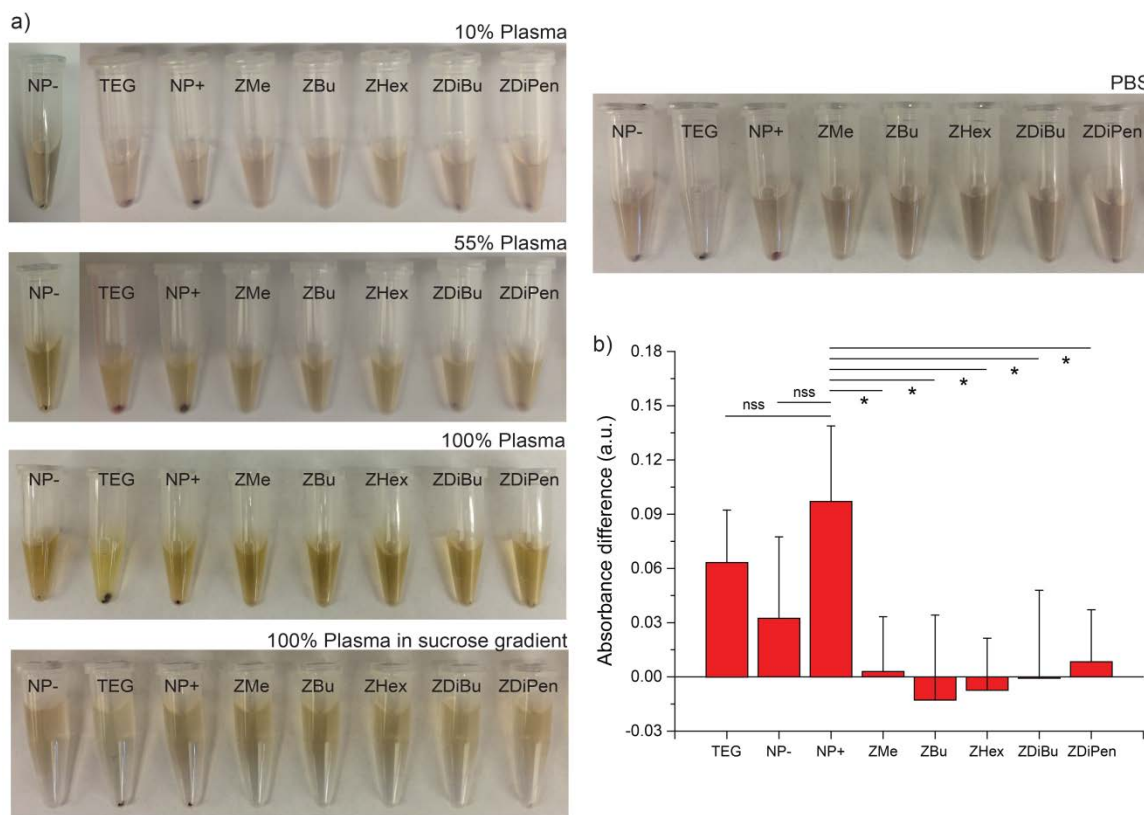 a)
10% Plasma
NP- TEG NP+ ZMe ZBu ZHex ZDiBu ZDiPen
55% Plasma
NP- TEG NP+ ZMe ZBu ZHex ZDiBu ZDiPen
100% Plasma
NP- TEG NP+ ZMe ZBu ZHex ZDiBu ZDiPen
100% Plasma in sucrose gradient
NP- TEG NP+ ZMe ZBu ZHex ZDiBu ZDiPen
PBS
NP- TEG NP+ ZMe ZBu ZHex ZDiBu ZDiPen
b)
Absorbance difference (a.u.)
0.18
0.15
0.12
0.09
0.06
0.03
0.00
-0.03
nss nss * * * * *
TEG NP- NP+ ZMe ZBu ZHex ZDiBu ZDiPen